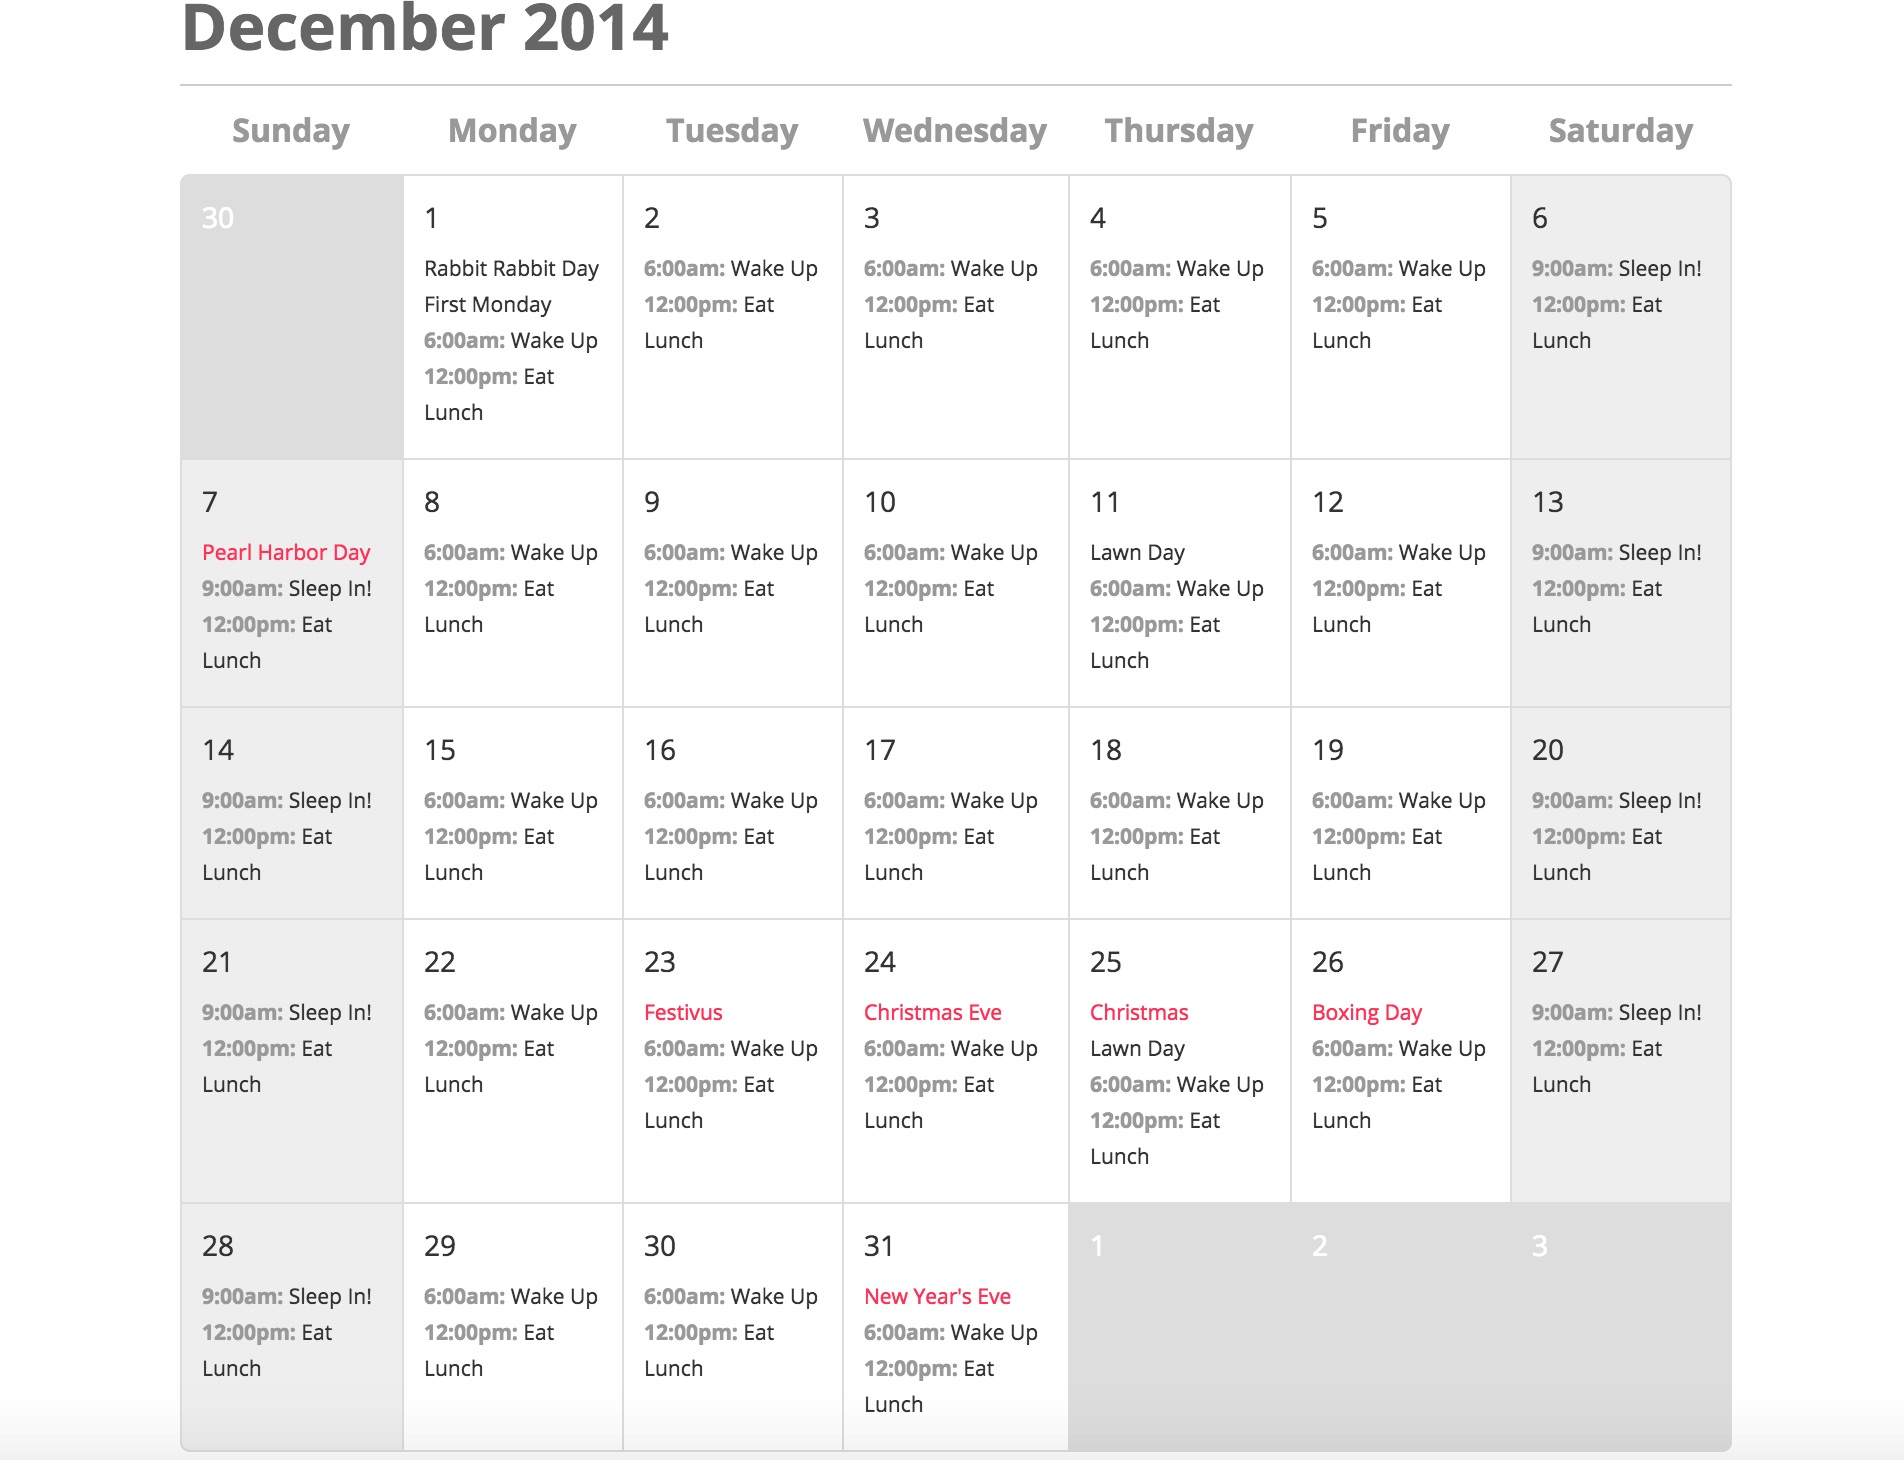 December 2014
Sunday Monday Tuesday Wednesday Thursday Friday Saturday
30
1
Rabbit Rabbit Day
First Monday
6:00am: Wake Up
12:00pm: Eat
Lunch
2
6:00am: Wake Up
12:00pm: Eat
Lunch
3
6:00am: Wake Up
12:00pm: Eat
Lunch
4
6:00am: Wake Up
12:00pm: Eat
Lunch
5
6:00am: Wake Up
12:00pm: Eat
Lunch
6
9:00am: Sleep In!
12:00pm: Eat
Lunch
7
Pearl Harbor Day
9:00am: Sleep In!
12:00pm: Eat
Lunch
8
6:00am: Wake Up
12:00pm: Eat
Lunch
9
6:00am: Wake Up
12:00pm: Eat
Lunch
10
6:00am: Wake Up
12:00pm: Eat
Lunch
11
Lawn Day
6:00am: Wake Up
12:00pm: Eat
Lunch
12
6:00am: Wake Up
12:00pm: Eat
Lunch
13
9:00am: Sleep In!
12:00pm: Eat
Lunch
14
9:00am: Sleep In!
12:00pm: Eat
Lunch
15
6:00am: Wake Up
12:00pm: Eat
Lunch
16
6:00am: Wake Up
12:00pm: Eat
Lunch
17
6:00am: Wake Up
12:00pm: Eat
Lunch
18
6:00am: Wake Up
12:00pm: Eat
Lunch
19
6:00am: Wake Up
12:00pm: Eat
Lunch
20
9:00am: Sleep In!
12:00pm: Eat
Lunch
21
9:00am: Sleep In!
12:00pm: Eat
Lunch
22
6:00am: Wake Up
12:00pm: Eat
Lunch
23
Festivus
6:00am: Wake Up
12:00pm: Eat
Lunch
24
Christmas Eve
6:00am: Wake Up
12:00pm: Eat
Lunch
25
Christmas
Lawn Day
6:00am: Wake Up
12:00pm: Eat
Lunch
26
Boxing Day
6:00am: Wake Up
12:00pm: Eat
Lunch
27
9:00am: Sleep In!
12:00pm: Eat
Lunch
28
9:00am: Sleep In!
12:00pm: Eat
Lunch
29
6:00am: Wake Up
12:00pm: Eat
Lunch
30
6:00am: Wake Up
12:00pm: Eat
Lunch
31
New Year's Eve
6:00am: Wake Up
12:00pm: Eat
Lunch
1
2
3